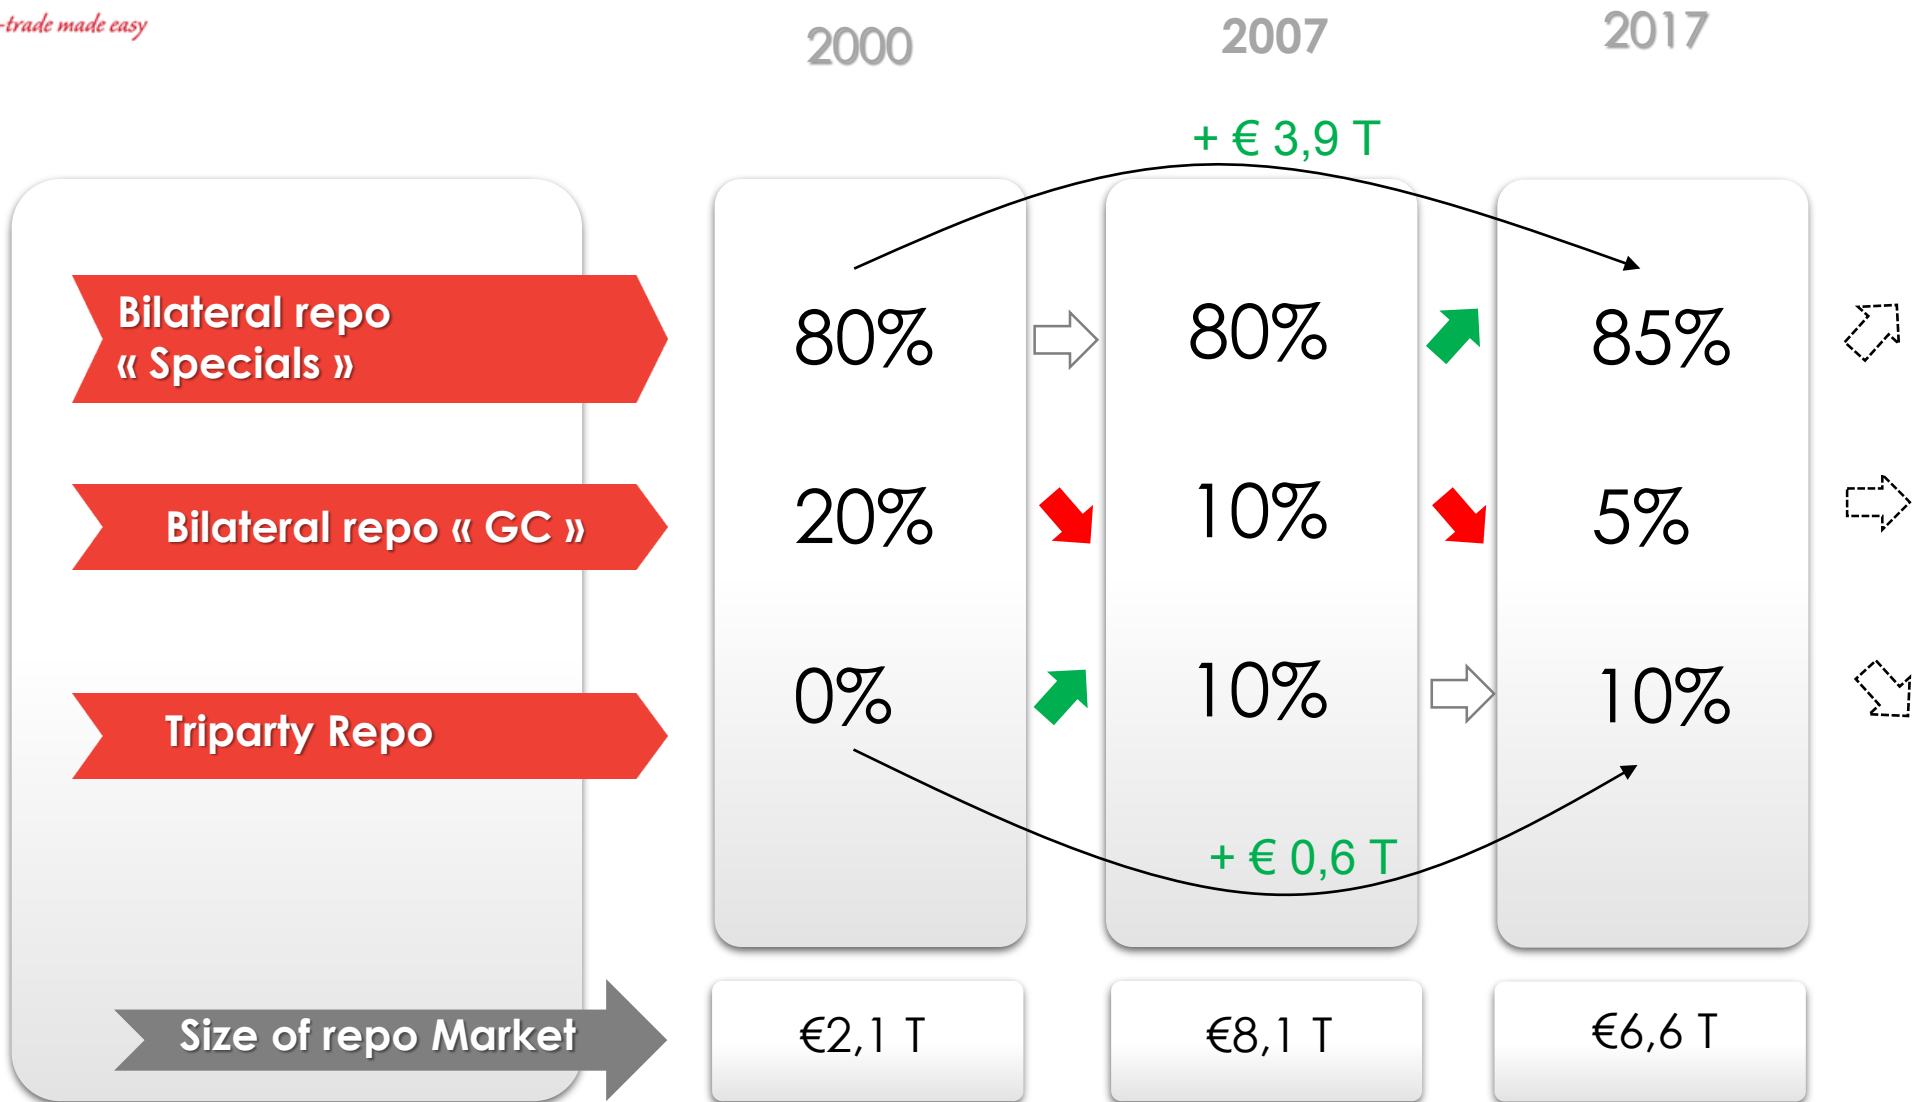 -trade made easy
2000
2007
2017
+ € 3,9 T
Bilateral repo
« Specials »
80%
80%
85%
Bilateral repo « GC »
20%
10%
5%
Triparty Repo
0%
10%
10%
+ € 0,6 T
Size of repo Market
€2,1 T
€8,1 T
€6,6 T